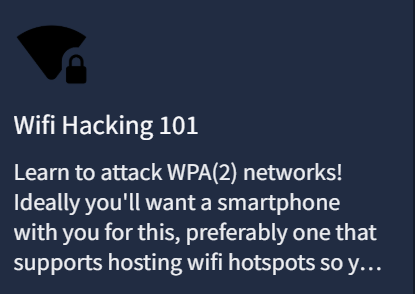 Wifi Hacking 101
Learn to attack WPA(2) networks!
Ideally you'll want a smartphone
with you for this, preferably one that
supports hosting wifi hotspots so y...